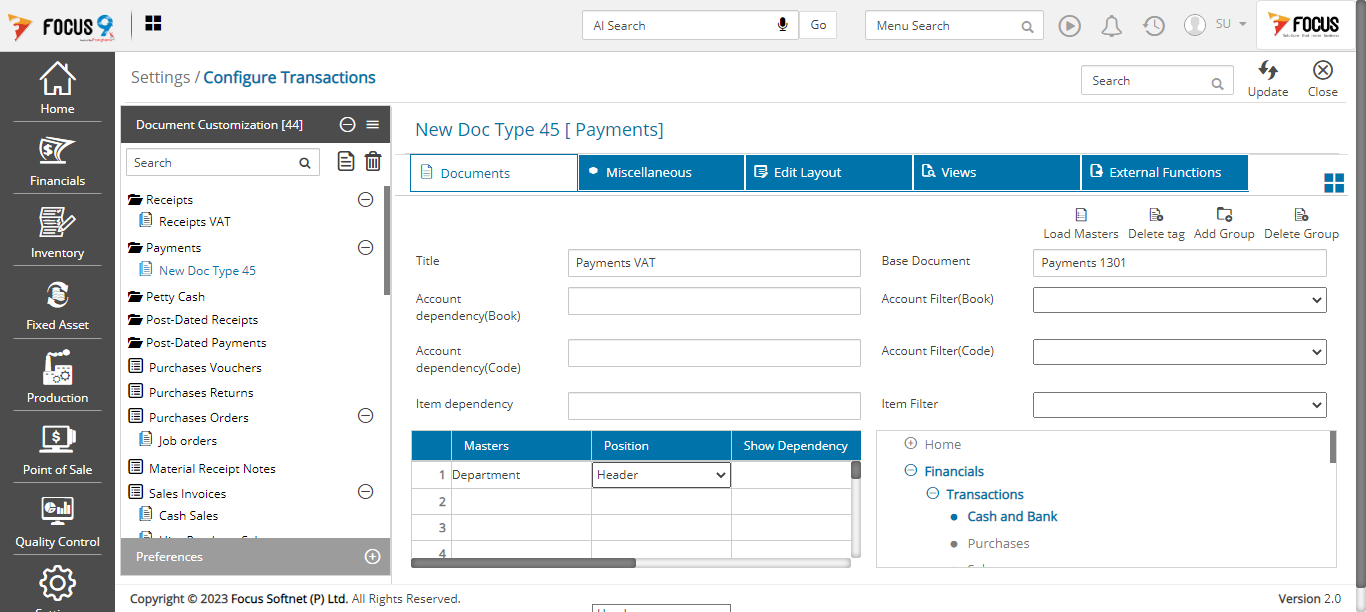 FOCUS 9
AI Search
Go
Menu Search
SU
FOCUS
Home
Financials
Inventory
Fixed Asset
Production
Point of Sale
Quality Control
Settings / Configure Transactions
Search
Update
Close
Document Customization [44]
Search
Receipts
Receipts VAT
Payments
New Doc Type 45
Petty Cash
Post-Dated Receipts
Post-Dated Payments
Purchases Vouchers
Purchases Returns
Purchases Orders
Job orders
Material Receipt Notes
Sales Invoices
Cash Sales
Preferences
New Doc Type 45 [ Payments]
Documents
Miscellaneous
Edit Layout
Views
External Functions
Load Masters
Delete tag
Add Group
Delete Group
Title
Payments VAT
Base Document
Payments 1301
Account dependency(Book)
Account Filter(Book)
Account dependency(Code)
Account Filter(Code)
Item dependency
Item Filter
Masters Position Show Dependency
1 Department Header
2
3
4
Home
Financials
Transactions
Cash and Bank
Purchases
Copyright © 2023 Focus Softnet (P) Ltd. All Rights Reserved.
Version 2.0